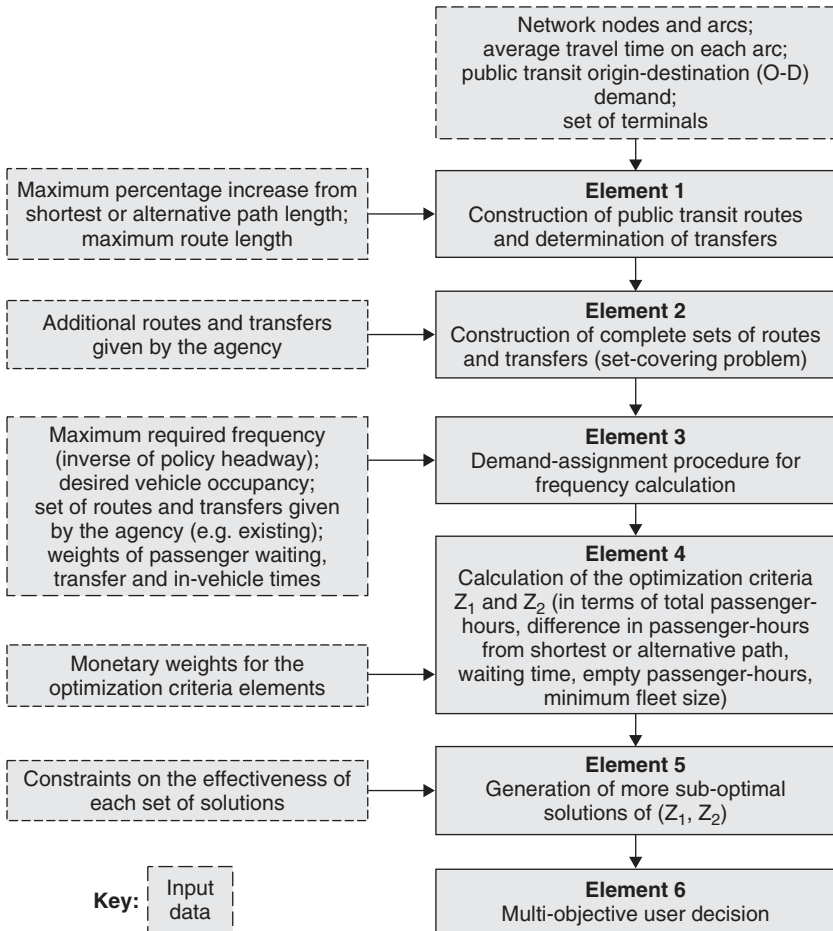 Network nodes and arcs;
average travel time on each arc;
public transit origin-destination (O-D)
demand;
set of terminals
Maximum percentage increase from
shortest or alternative path length;
maximum route length
Element 1
Construction of public transit routes
and determination of transfers
Additional routes and transfers
given by the agency
Element 2
Construction of complete sets of routes
and transfers (set-covering problem)
Maximum required frequency
(inverse of policy headway);
desired vehicle occupancy;
set of routes and transfers given
by the agency (e.g. existing);
weights of passenger waiting,
transfer and in-vehicle times
Element 3
Demand-assignment procedure for
frequency calculation
Monetary weights for the
optimization criteria elements
Element 4
Calculation of the optimization criteria
Z₁ and Z₂ (in terms of total passenger-
hours, difference in passenger-hours
from shortest or alternative path,
waiting time, empty passenger-hours,
minimum fleet size)
Constraints on the effectiveness of
each set of solutions
Element 5
Generation of more sub-optimal
solutions of (Z₁, Z₂)
Key:
Input
data
Element 6
Multi-objective user decision